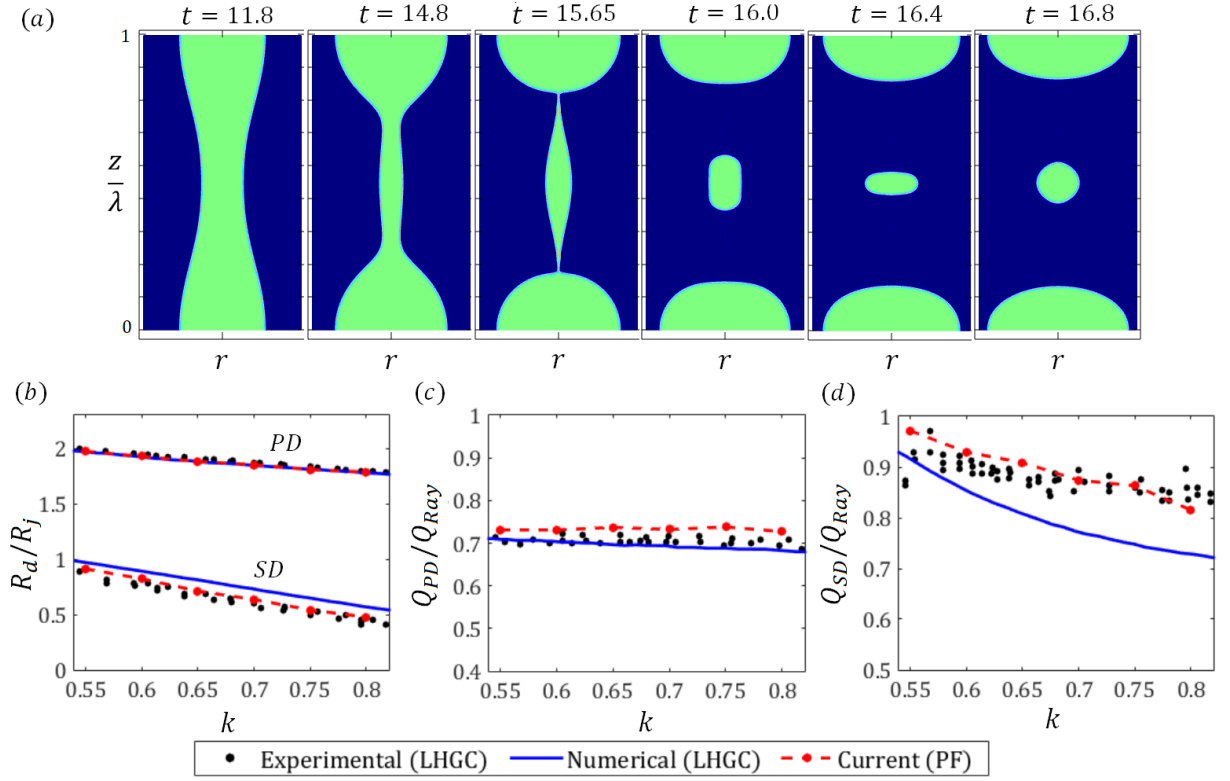 (a) t = 11.8 t = 14.8 t = 15.65 t = 16.0 t = 16.4 t = 16.8
1
z/λ
0
r r r r r r
(b) (c) (d)
R_d/R_j
2
1.5
1
0.5
0
PD
SD
0.55 0.6 0.65 0.7 0.75 0.8
k
Q_PD/Q_Ray
1
0.9
0.8
0.7
0.6
0.5
0.4
0.55 0.6 0.65 0.7 0.75 0.8
k
Q_SD/Q_Ray
1
0.9
0.8
0.7
0.6
0.5
0.55 0.6 0.65 0.7 0.75 0.8
k
Experimental (LHGC) Numerical (LHGC) Current (PF)